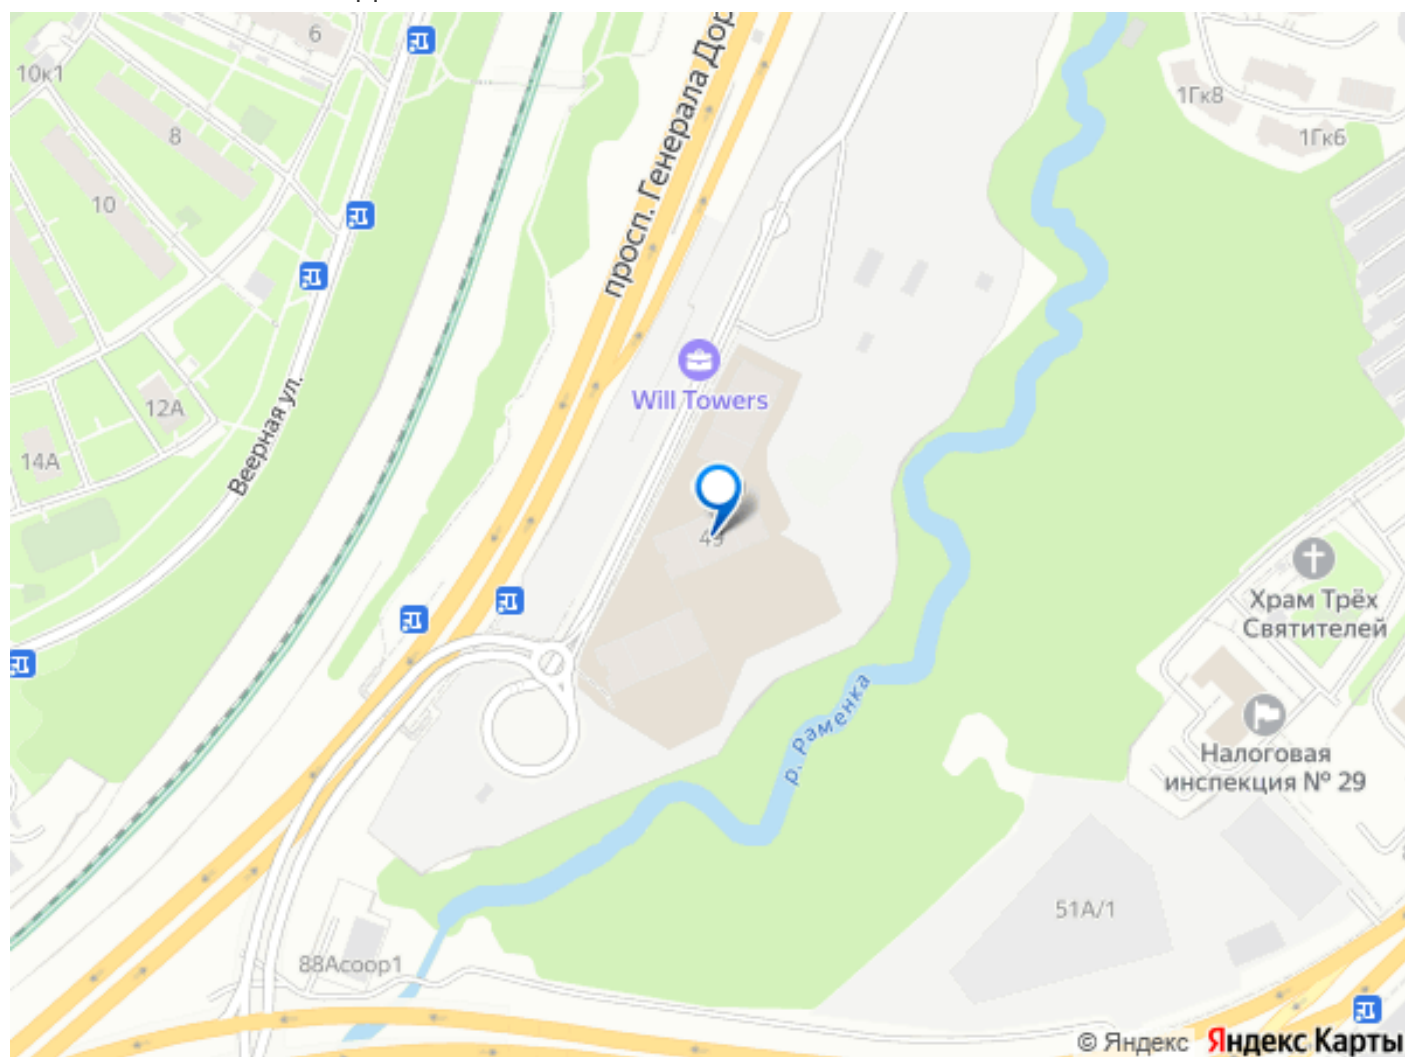 6
10к1
просп. Генерала Дор
1Гк8
8
1Гк6
10
Will Towers
12А
14А
Веерная ул.
49
Храм Трёх
Святителей
р. раменка
Налоговая
инспекция № 29
51А/1
88Асоор1
© Яндекс Яндекс Карты